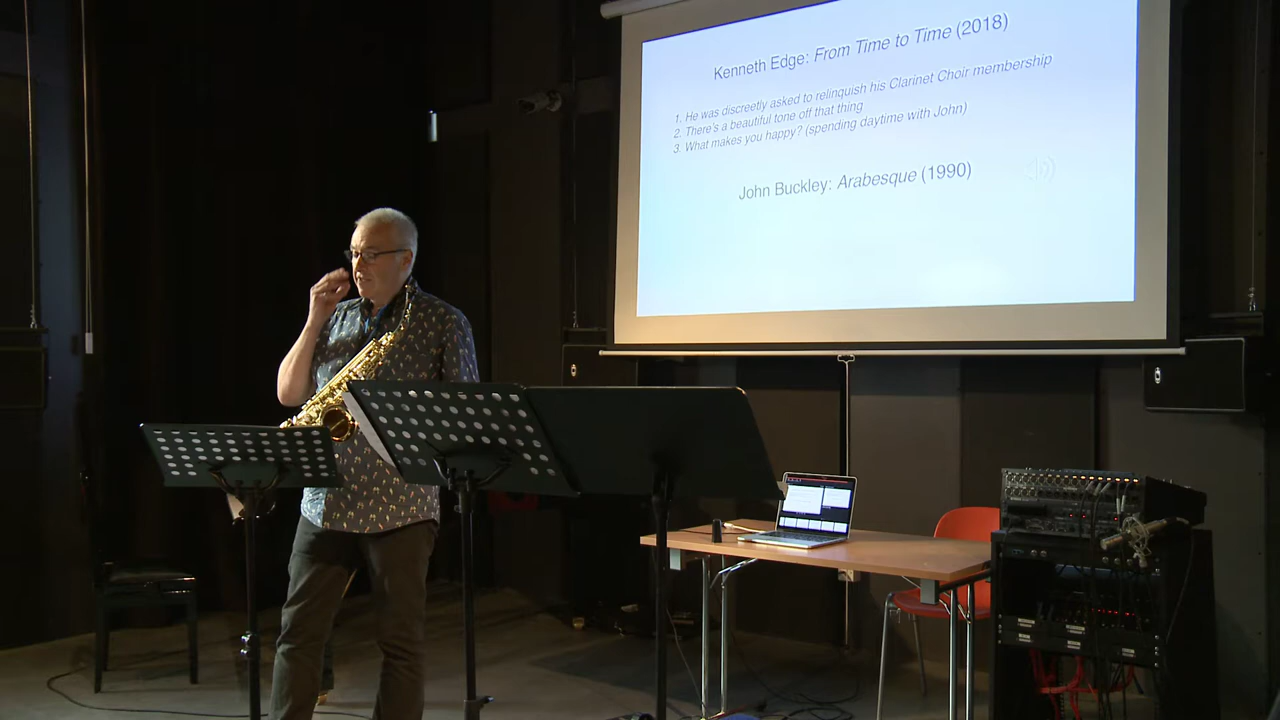 Kenneth Edge: From Time to Time (2018)
1. He was discreetly asked to relinquish his Clarinet Choir membership
2. There's a beautiful tone off that thing
3. What makes you happy? (spending daytime with John)
John Buckley: Arabesque (1990)